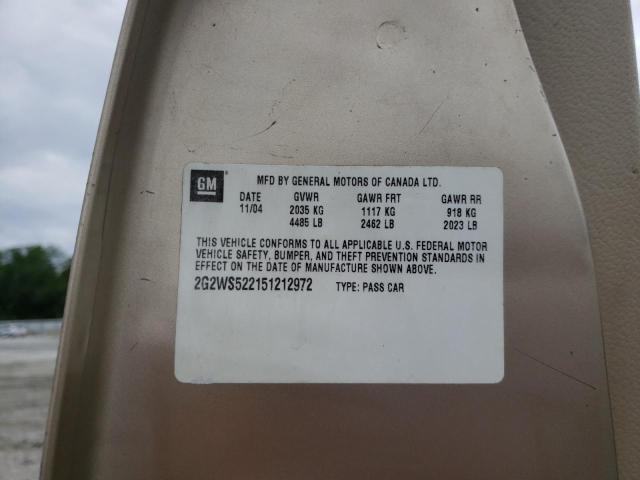 GM MFD BY GENERAL MOTORS OF CANADA LTD.
DATE GVWR GAWR FRT GAWR RR
11/04 2035 KG 1117 KG 918 KG
4485 LB 2462 LB 2023 LB
THIS VEHICLE CONFORMS TO ALL APPLICABLE U.S. FEDERAL MOTOR
VEHICLE SAFETY, BUMPER, AND THEFT PREVENTION STANDARDS IN
EFFECT ON THE DATE OF MANUFACTURE SHOWN ABOVE.
2G2WS522151212972 TYPE: PASS CAR